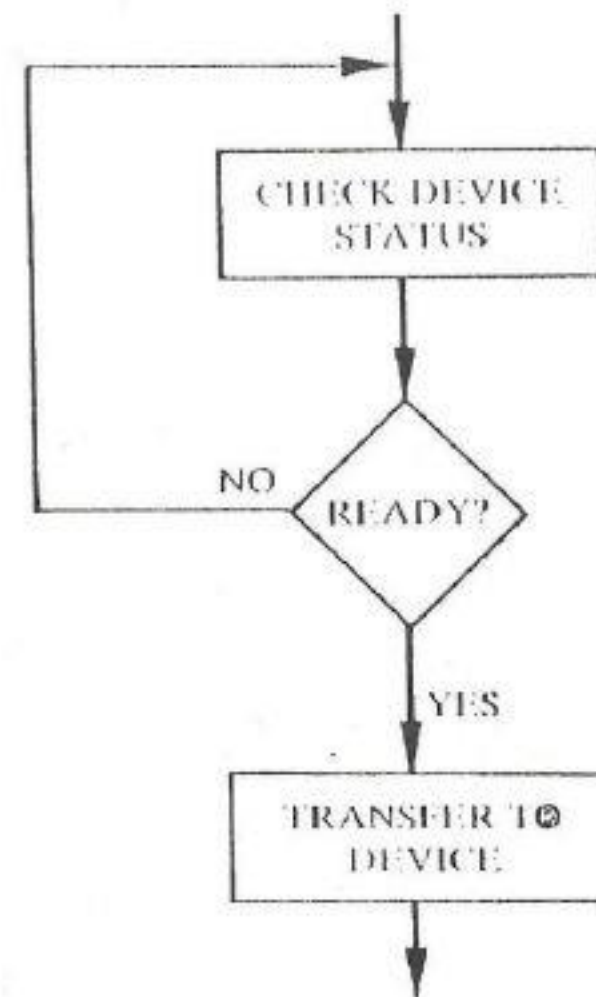 CHECK DEVICE
STATUS
NO
READY?
YES
TRANSFER TO
DEVICE